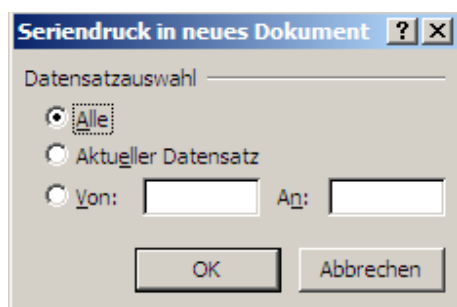 Seriendruck in neues Dokument
Datensatzauswahl
Alle
Aktueller Datensatz
Von: An:
OK Abbrechen